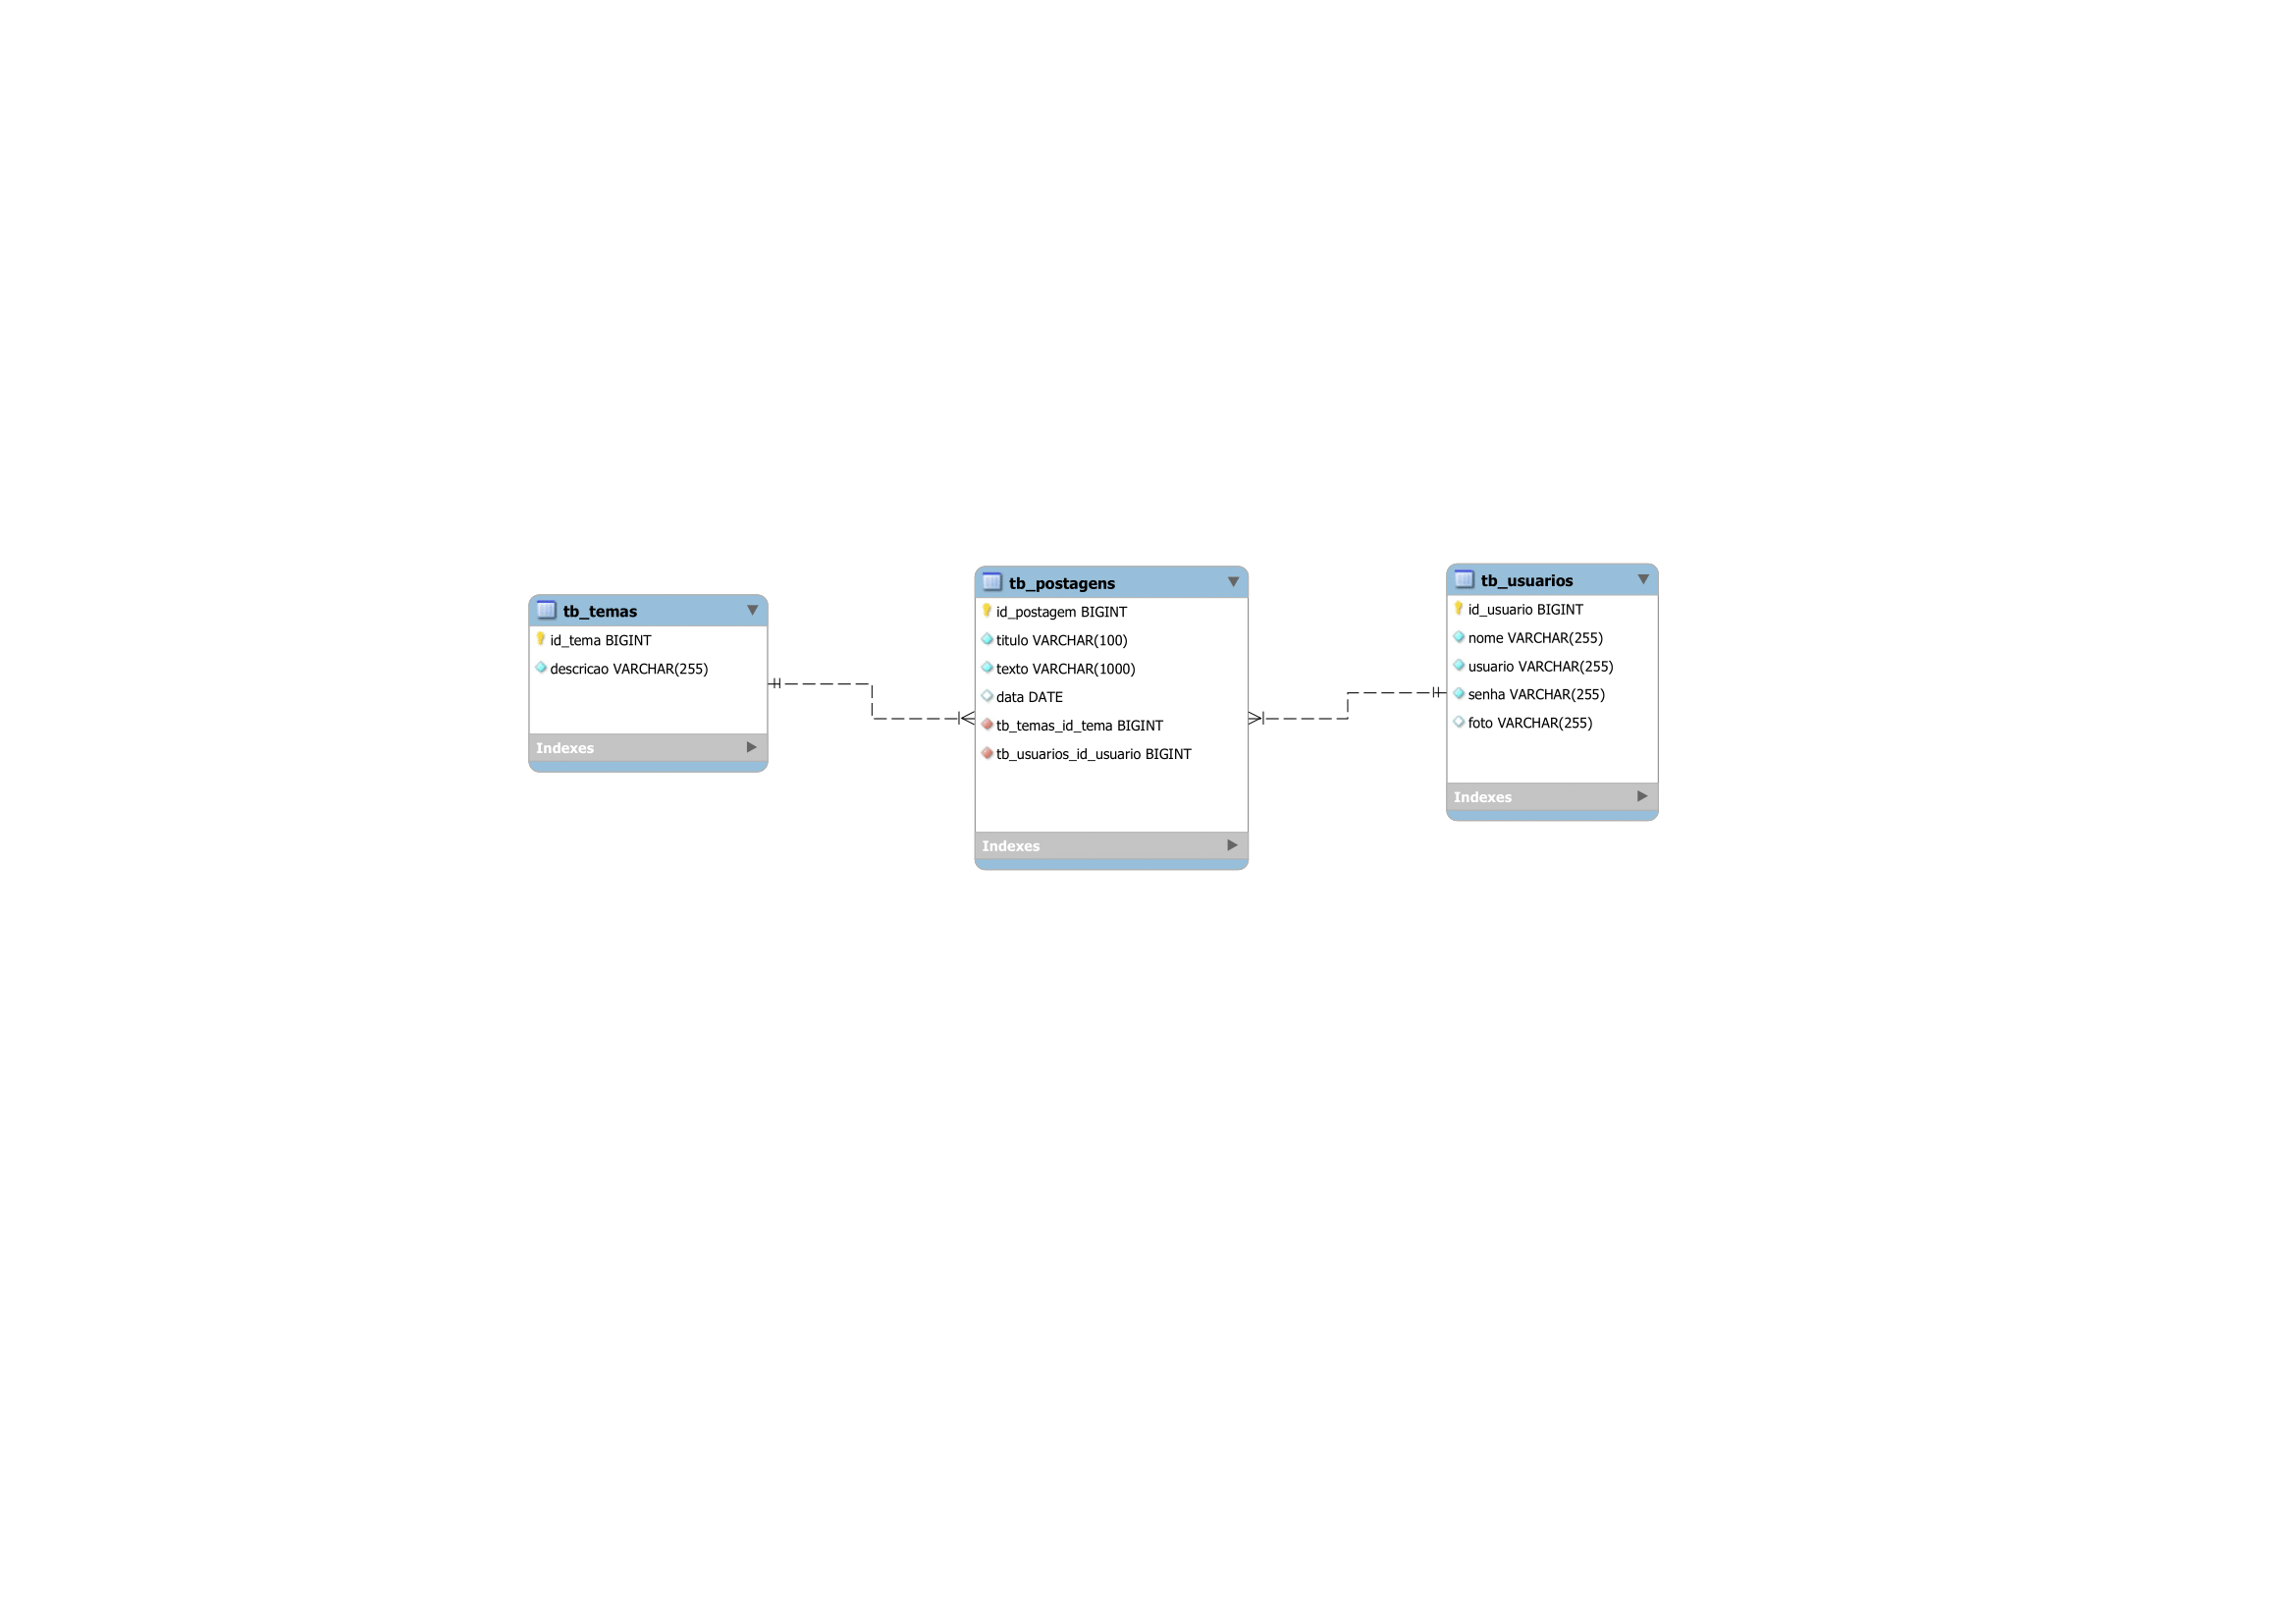 tb_temas
id_tema BIGINT
descricao VARCHAR(255)
Indexes
tb_postagens
id_postagem BIGINT
titulo VARCHAR(100)
texto VARCHAR(1000)
data DATE
tb_temas_id_tema BIGINT
tb_usuarios_id_usuario BIGINT
Indexes
tb_usuarios
id_usuario BIGINT
nome VARCHAR(255)
usuario VARCHAR(255)
senha VARCHAR(255)
foto VARCHAR(255)
Indexes